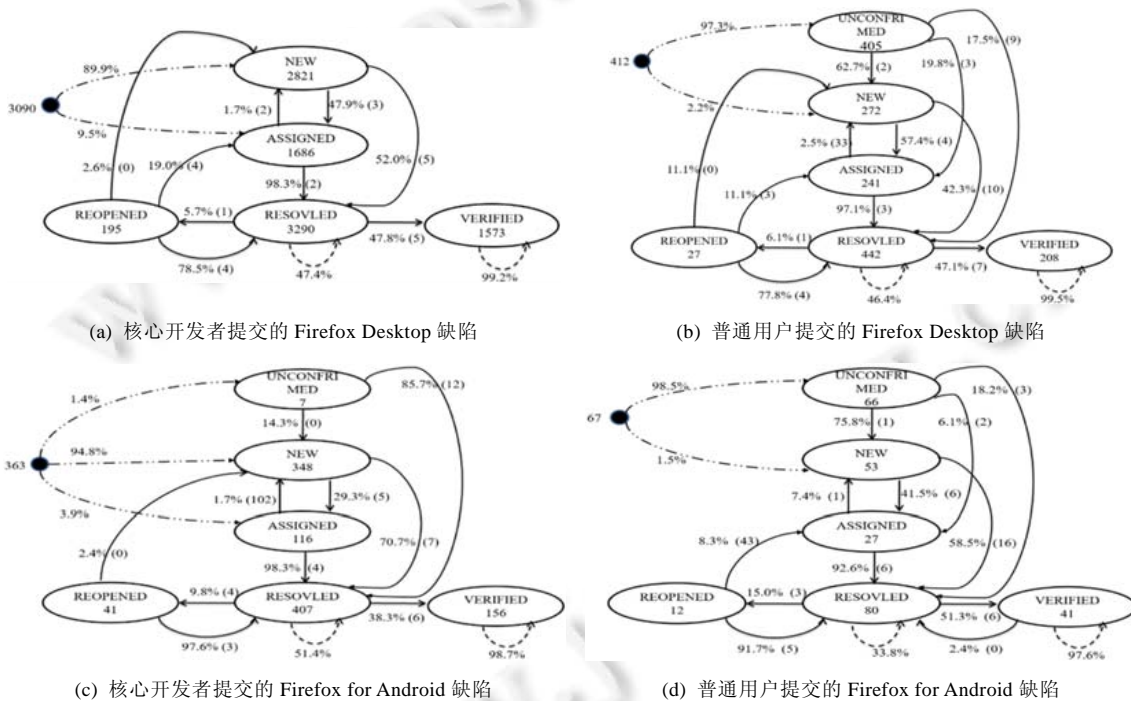 UNCONFRI
MED
405
97.3%
17.5% (9)
412
62.7% (2)
19.8% (3)
2.2%
NEW
272
2.5% (33)
57.4% (4)
11.1% (0)
ASSIGNED
241
42.3% (10)
11.1% (3)
97.1% (3)
REOPENED
27
6.1% (1)
RESOVLED
442
VERIFIED
208
47.1% (7)
77.8% (4)
46.4%
99.5%
NEW
2821
89.9%
3090
1.7% (2)
47.9% (3)
9.5%
ASSIGNED
1686
2.6% (0)
19.0% (4)
52.0% (5)
98.3% (2)
REOPENED
195
5.7% (1)
RESOVLED
3290
VERIFIED
1573
47.8% (5)
78.5% (4)
47.4%
99.2%
(a) 核心开发者提交的 Firefox Desktop 缺陷
(b) 普通用户提交的 Firefox Desktop 缺陷
UNCONFRI
MED
7
85.7% (12)
1.4%
14.3% (0)
363
94.8%
NEW
348
1.7% (102)
29.3% (5)
3.9%
ASSIGNED
116
70.7% (7)
2.4% (0)
98.3% (4)
REOPENED
41
9.8% (4)
RESOVLED
407
VERIFIED
156
38.3% (6)
97.6% (3)
51.4%
98.7%
UNCONFRI
MED
66
98.5%
18.2% (3)
67
75.8% (1)
6.1% (2)
1.5%
NEW
53
7.4% (1)
41.5% (6)
ASSIGNED
27
8.3% (43)
58.5% (16)
92.6% (6)
REOPENED
12
15.0% (3)
RESOVLED
80
VERIFIED
41
51.3% (6)
91.7% (5)
33.8%
2.4% (0)
97.6%
(c) 核心开发者提交的 Firefox for Android 缺陷
(d) 普通用户提交的 Firefox for Android 缺陷